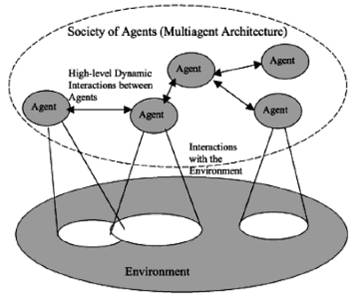 Society of Agents (Multiagent Architecture)
Agent
Agent
High-level Dynamic
Interactions between
Agents
Agent
Agent
Agent
Interactions
with the
Environment
Environment